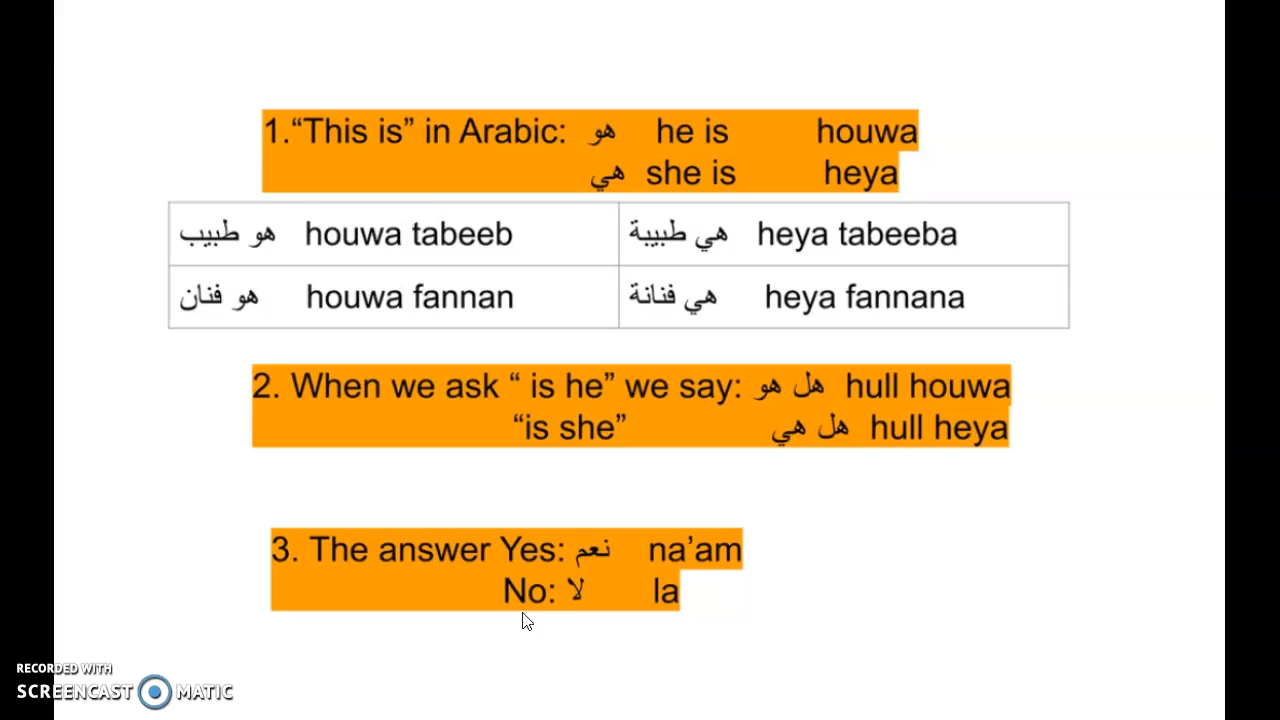 1.“This is” in Arabic: هو he is houwa
هي she is heya
هو طبيب houwa tabeeb
هي طبيبة heya tabeeba
هو فنان houwa fannan
هي فنانة heya fannana
2. When we ask “ is he” we say: هل هو hull houwa
“is she” هل هي hull heya
3. The answer Yes: نعم na’am
No: لا la
RECORDED WITH
SCREENCAST MATIC